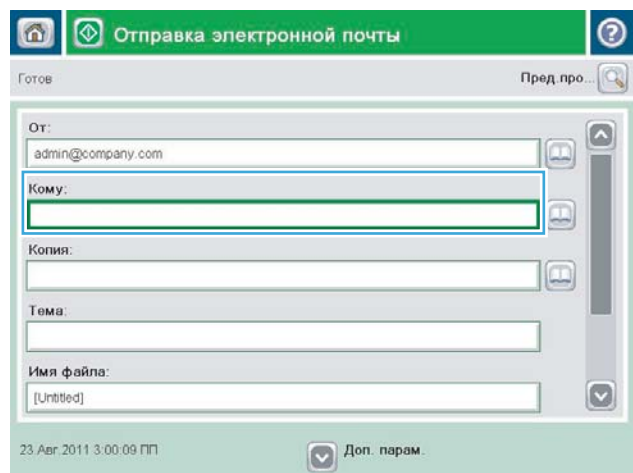 Отправка электронной почты
Готов
Пред.про...
От:
admin@company.com
Кому:
Копия:
Тема:
Имя файла:
[Untitled]
23 Авг.2011 3:00:09 ПП
Доп. парам.